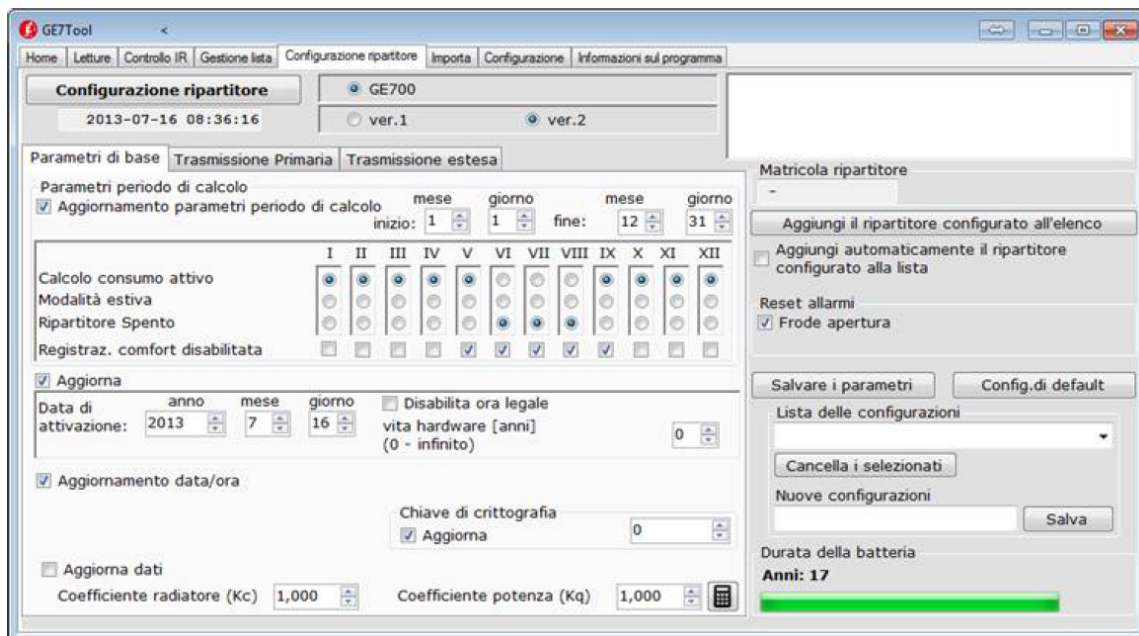 GE7Tool <
Home Letture Controllo IR Gestione lista Configurazione ripartitore Importa Configurazione Informazioni sul programma
Configurazione ripartitore
GE700
2013-07-16 08:36:16
ver.1 ver.2
Parametri di base Trasmissione Primaria Trasmissione estesa
Parametri periodo di calcolo
Aggiornamento parametri periodo di calcolo
mese giorno mese giorno
inizio: 1 1 fine: 12 31
I II III IV V VI VII VIII IX X XI XII
Calcolo consumo attivo
Modalità estiva
Ripartitore Spento
Registraz. comfort disabilitata
Aggiorna
anno mese giorno
Data di attivazione: 2013 7 16
Disabilita ora legale
vita hardware [anni]
(0 - infinito)
0
Aggiornamento data/ora
Chiave di crittografia
Aggiorna 0
Aggiorna dati
Coefficiente radiatore (Kc) 1,000 Coefficiente potenza (Kq) 1,000
Matricola ripartitore
-
Aggiungi il ripartitore configurato all'elenco
Aggiungi automaticamente il ripartitore
configurato alla lista
Reset allarmi
Frode apertura
Salvare i parametri Config.di default
Lista delle configurazioni
Cancella i selezionati
Nuove configurazioni
Salva
Durata della batteria
Anni: 17